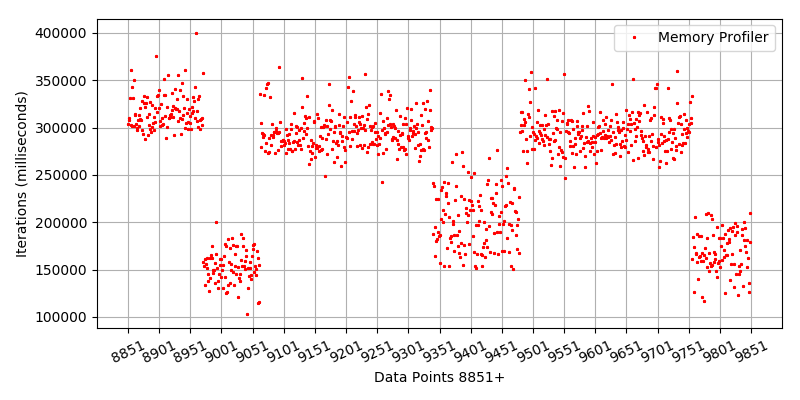 Memory Profiler
400000
350000
300000
250000
200000
150000
100000
Iterations (milliseconds)
8851 8901 8951 9001 9051 9101 9151 9201 9251 9301 9351 9401 9451 9501 9551 9601 9651 9701 9751 9801 9851
Data Points 8851+